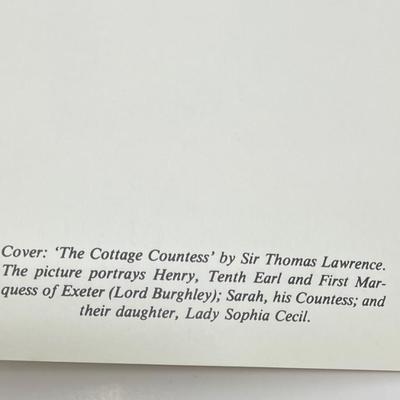 Cover: ‘The Cottage Countess’ by Sir Thomas Lawrence.
The picture portrays Henry, Tenth Earl and First Mar-
quess of Exeter (Lord Burghley); Sarah, his Countess; and
their daughter, Lady Sophia Cecil.